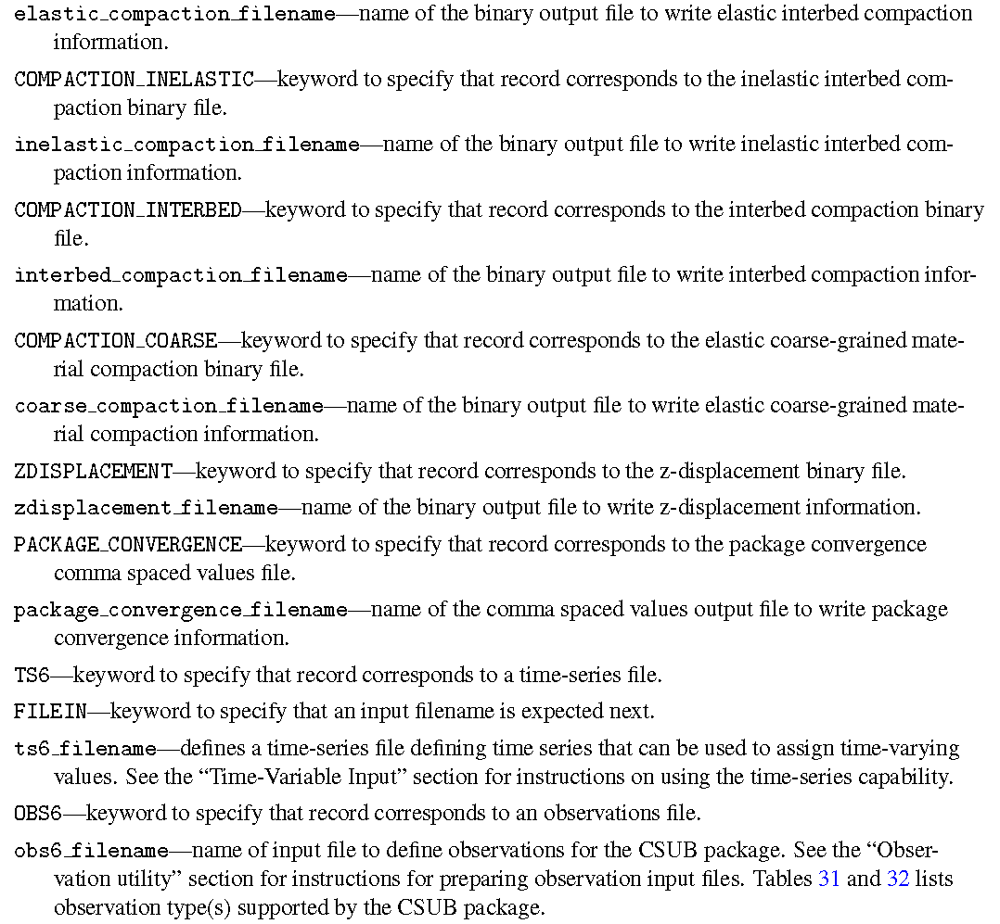 elastic_compaction_filename—name of the binary output file to write elastic interbed compaction
information.
COMPACTION_INELASTIC—keyword to specify that record corresponds to the inelastic interbed com-
paction binary file.
inelastic_compaction_filename—name of the binary output file to write inelastic interbed com-
paction information.
COMPACTION_INTERBED—keyword to specify that record corresponds to the interbed compaction binary
file.
interbed_compaction_filename—name of the binary output file to write interbed compaction infor-
mation.
COMPACTION_COARSE—keyword to specify that record corresponds to the elastic coarse-grained mate-
rial compaction binary file.
coarse_compaction_filename—name of the binary output file to write elastic coarse-grained mate-
rial compaction information.
ZDISPLACEMENT—keyword to specify that record corresponds to the z-displacement binary file.
zdisplacement_filename—name of the binary output file to write z-displacement information.
PACKAGE_CONVERGENCE—keyword to specify that record corresponds to the package convergence
comma spaced values file.
package_convergence_filename—name of the comma spaced values output file to write package
convergence information.
TS6—keyword to specify that record corresponds to a time-series file.
FILEIN—keyword to specify that an input filename is expected next.
ts6_filename—defines a time-series file defining time series that can be used to assign time-varying
values. See the “Time-Variable Input” section for instructions on using the time-series capability.
OBS6—keyword to specify that record corresponds to an observations file.
obs6_filename—name of input file to define observations for the CSUB package. See the “Obser-
vation utility” section for instructions for preparing observation input files. Tables 31 and 32 lists
observation type(s) supported by the CSUB package.